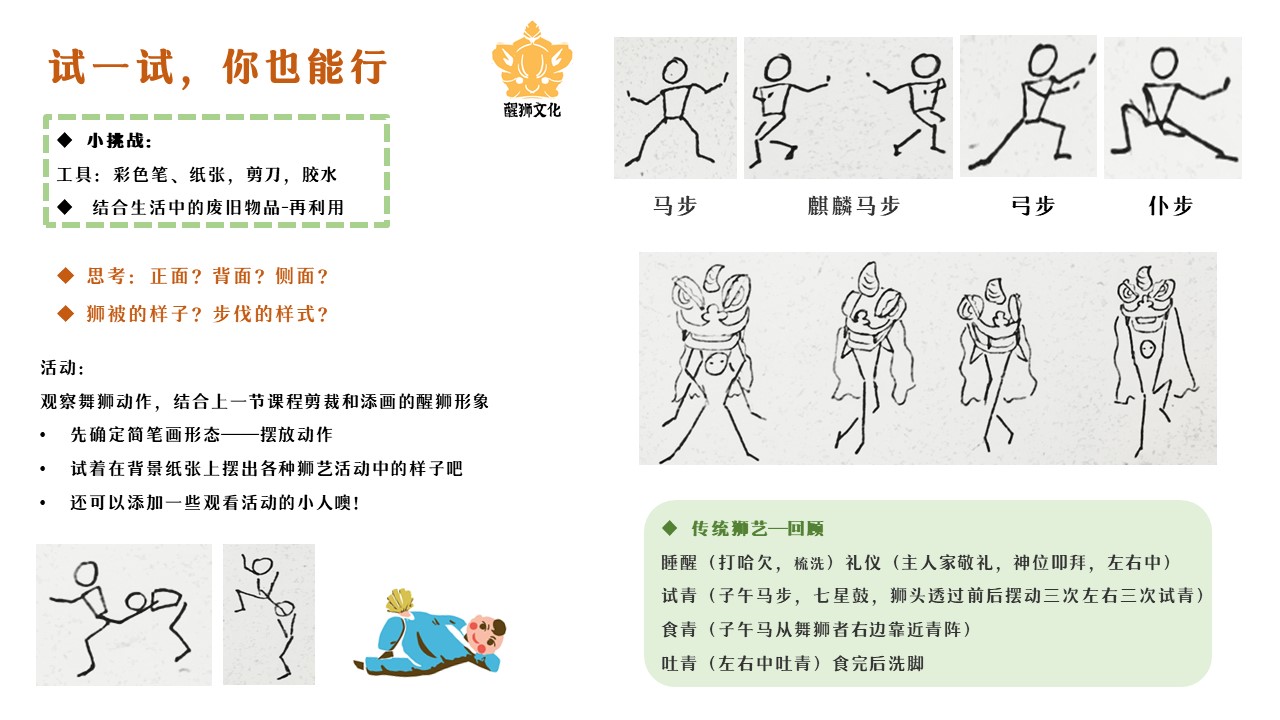 试一试，你也能行
醒狮文化
◆ 小挑战：
工具：彩色笔、纸张，剪刀，胶水
◆ 结合生活中的废旧物品-再利用
◆ 思考：正面？背面？侧面？
◆ 狮被的样子？步伐的样式？
活动：
观察舞狮动作，结合上一节课程剪裁和添画的醒狮形象
• 先确定简笔画形态——摆放动作
• 试着在背景纸张上摆出各种狮艺活动中的样子吧
• 还可以添加一些观看活动的小人噢！
马步
麒麟马步
弓步
仆步
◆ 传统狮艺—回顾
睡醒（打哈欠，梳洗）礼仪（主人家敬礼，神位叩拜，左右中）
试青（子午马步，七星鼓，狮头透过前后摆动三次左右三次试青）
食青（子午马从舞狮者右边靠近青阵）
吐青（左右中吐青）食完后洗脚